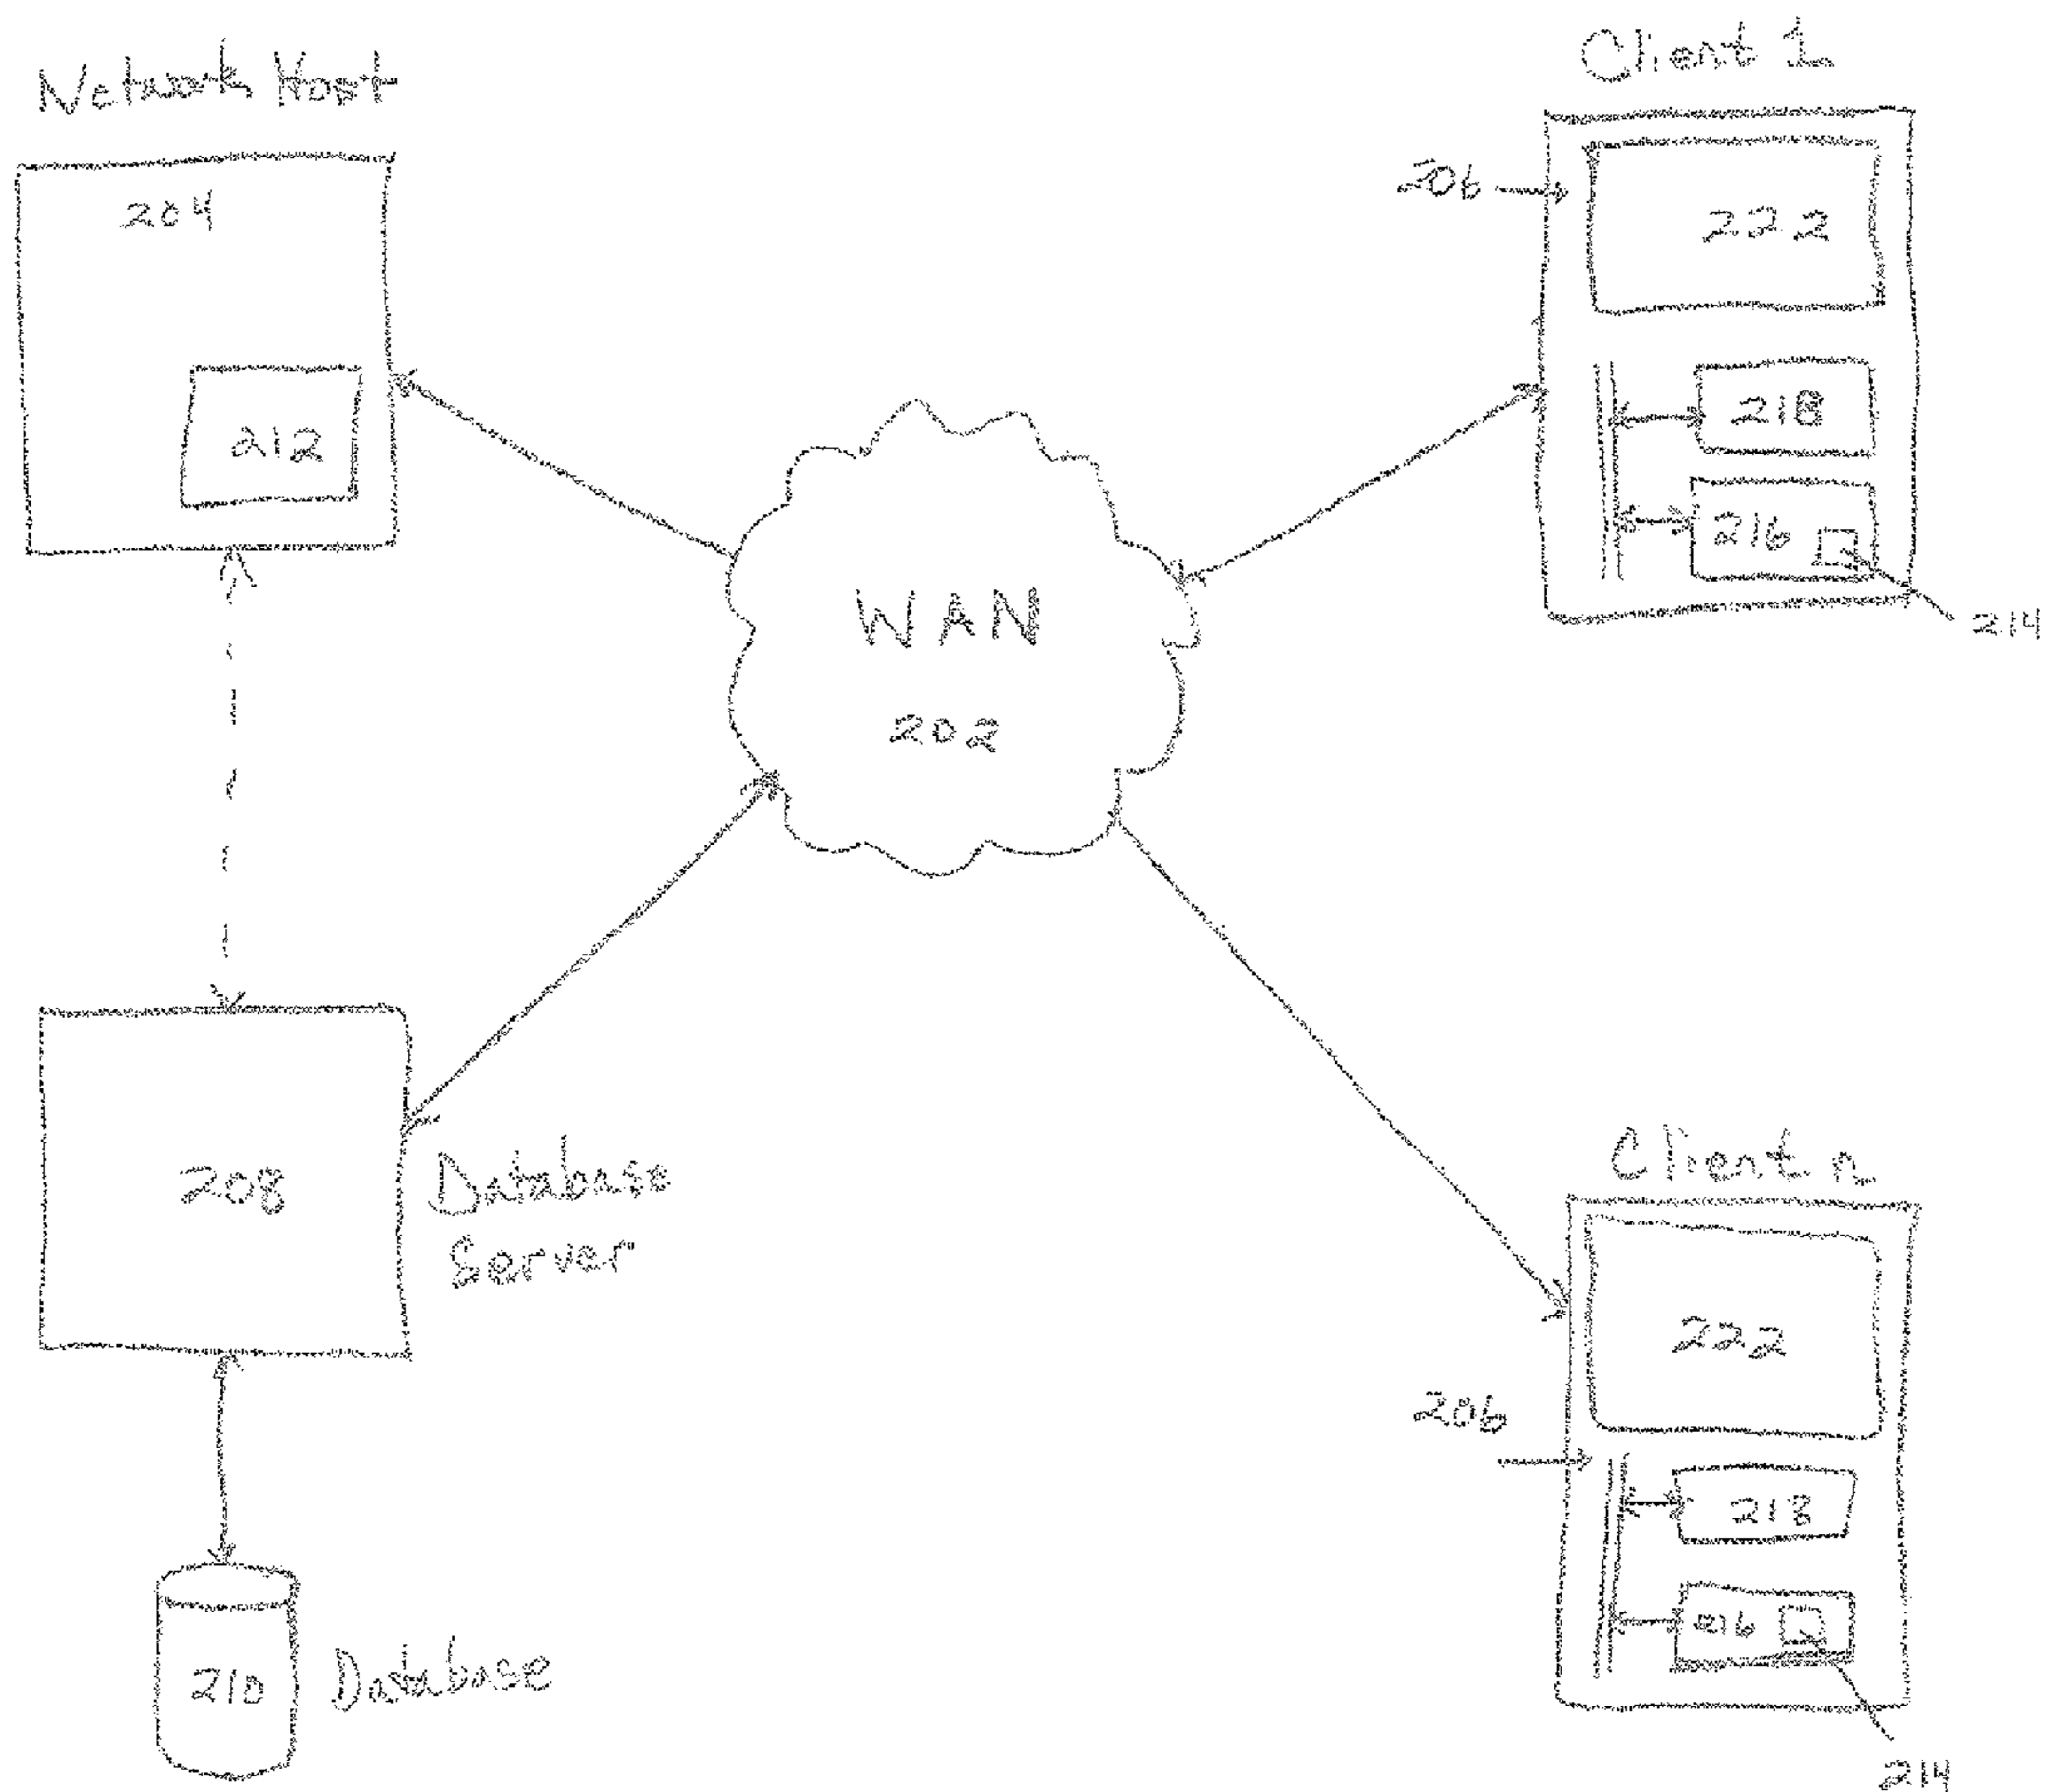 Network Host
204
212
Client 1
206
222
218
216
214
WAN
202
208
Database
Server
210
Database
Client n
222
206
218
216
214